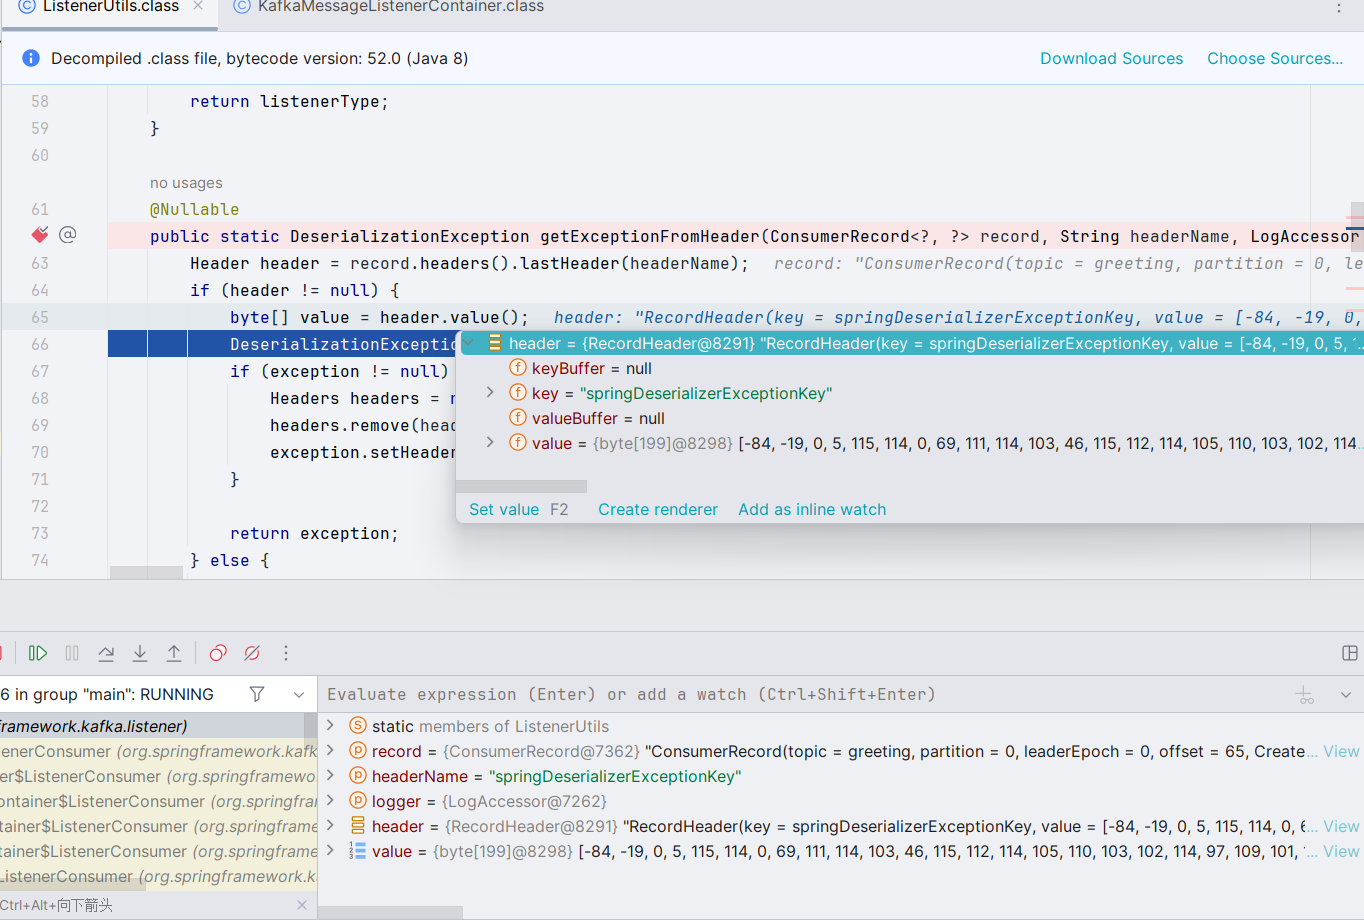 ListenerUtils.class
KafkaMessageListenerContainer.class
Decompiled .class file, bytecode version: 52.0 (Java 8)
Download Sources
Choose Sources...
58 return listenerType;
59 }
60
no usages
61 @Nullable
public static DeserializationException getExceptionFromHeader(ConsumerRecord<?, ?> record, String headerName, LogAccessor
63 Header header = record.headers().lastHeader(headerName); record: "ConsumerRecord(topic = greeting, partition = 0, le
64 if (header != null) {
65 byte[] value = header.value(); header: "RecordHeader(key = springDeserializerExceptionKey, value = [-84, -19, 0,
66 DeserializationExceptio
67 if (exception != null)
68 Headers headers =
69 headers.remove(head
70 exception.setHeader
71 }
72
73 return exception;
74 } else {
header = {RecordHeader@8291} "RecordHeader(key = springDeserializerExceptionKey, value = [-84, -19, 0, 5,
keyBuffer = null
key = "springDeserializerExceptionKey"
valueBuffer = null
value = {byte[199]@8298} [-84, -19, 0, 5, 115, 114, 0, 69, 111, 114, 103, 46, 115, 112, 114, 105, 110, 103, 102, 114...
Set value F2
Create renderer
Add as inline watch
6 in group "main": RUNNING
Evaluate expression (Enter) or add a watch (Ctrl+Shift+Enter)
ramework.kafka.listener)
tenerConsumer (org.springframework.kafk
er$ListenerConsumer (org.springframewo
ontainer$ListenerConsumer (org.springfra
tainer$ListenerConsumer (org.springframe
tainer$ListenerConsumer (org.springframe
ListenerConsumer (org.springframework.k
Ctrl+Alt+向下箭头
static members of ListenerUtils
record = {ConsumerRecord@7362} "ConsumerRecord(topic = greeting, partition = 0, leaderEpoch = 0, offset = 65, Create... View
headerName = "springDeserializerExceptionKey"
logger = {LogAccessor@7262}
header = {RecordHeader@8291} "RecordHeader(key = springDeserializerExceptionKey, value = [-84, -19, 0, 5, 115, 114, 0, 6... View
value = {byte[199]@8298} [-84, -19, 0, 5, 115, 114, 0, 69, 111, 114, 103, 46, 115, 112, 114, 105, 110, 103, 102, 114, 97, 109, 101, ... View